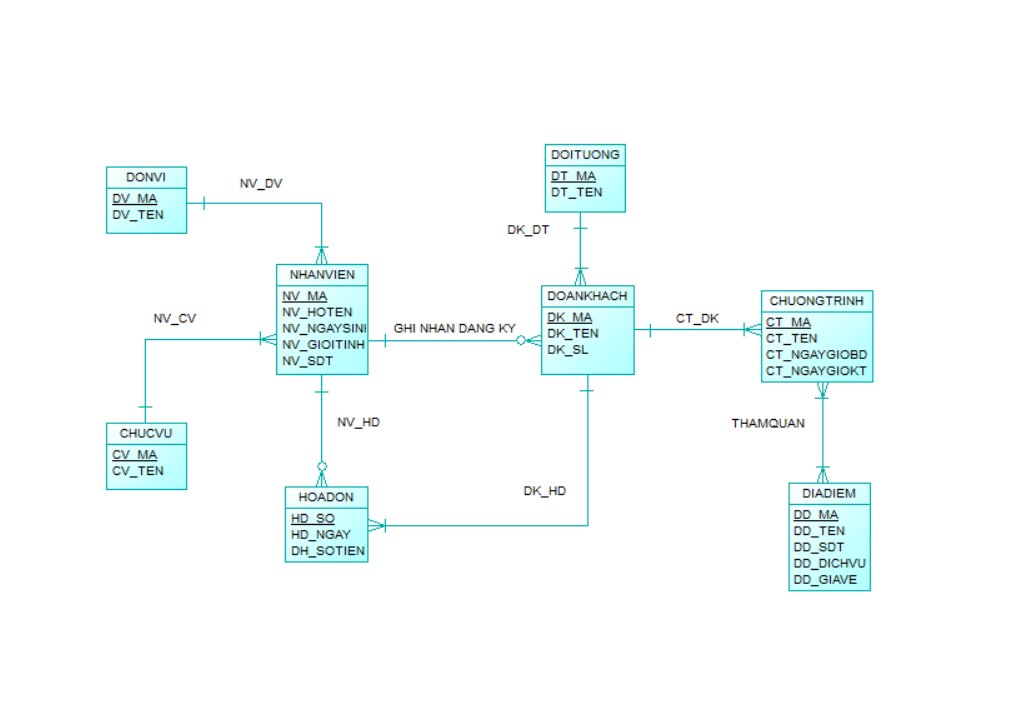 DOITUONG
DT_MA
DT_TEN
DONVI
DV_MA
DV_TEN
NV_DV
DK_DT
NHANVIEN
NV_MA
NV_HOTEN
NV_NGAYSINH
NV_GIOITINH
NV_SDT
DOANKHACH
DK_MA
DK_TEN
DK_SL
CHUONGTRINH
CT_MA
CT_TEN
CT_NGAYGIOBD
CT_NGAYGIOKT
NV_CV
GHI NHAN DANG KY
CT_DK
CHUCVU
CV_MA
CV_TEN
NV_HD
THAMQUAN
DK_HD
HOADON
HD_SO
HD_NGAY
DH_SOTIEN
DIADIEM
DD_MA
DD_TEN
DD_SDT
DD_DICHVU
DD_GIAVE